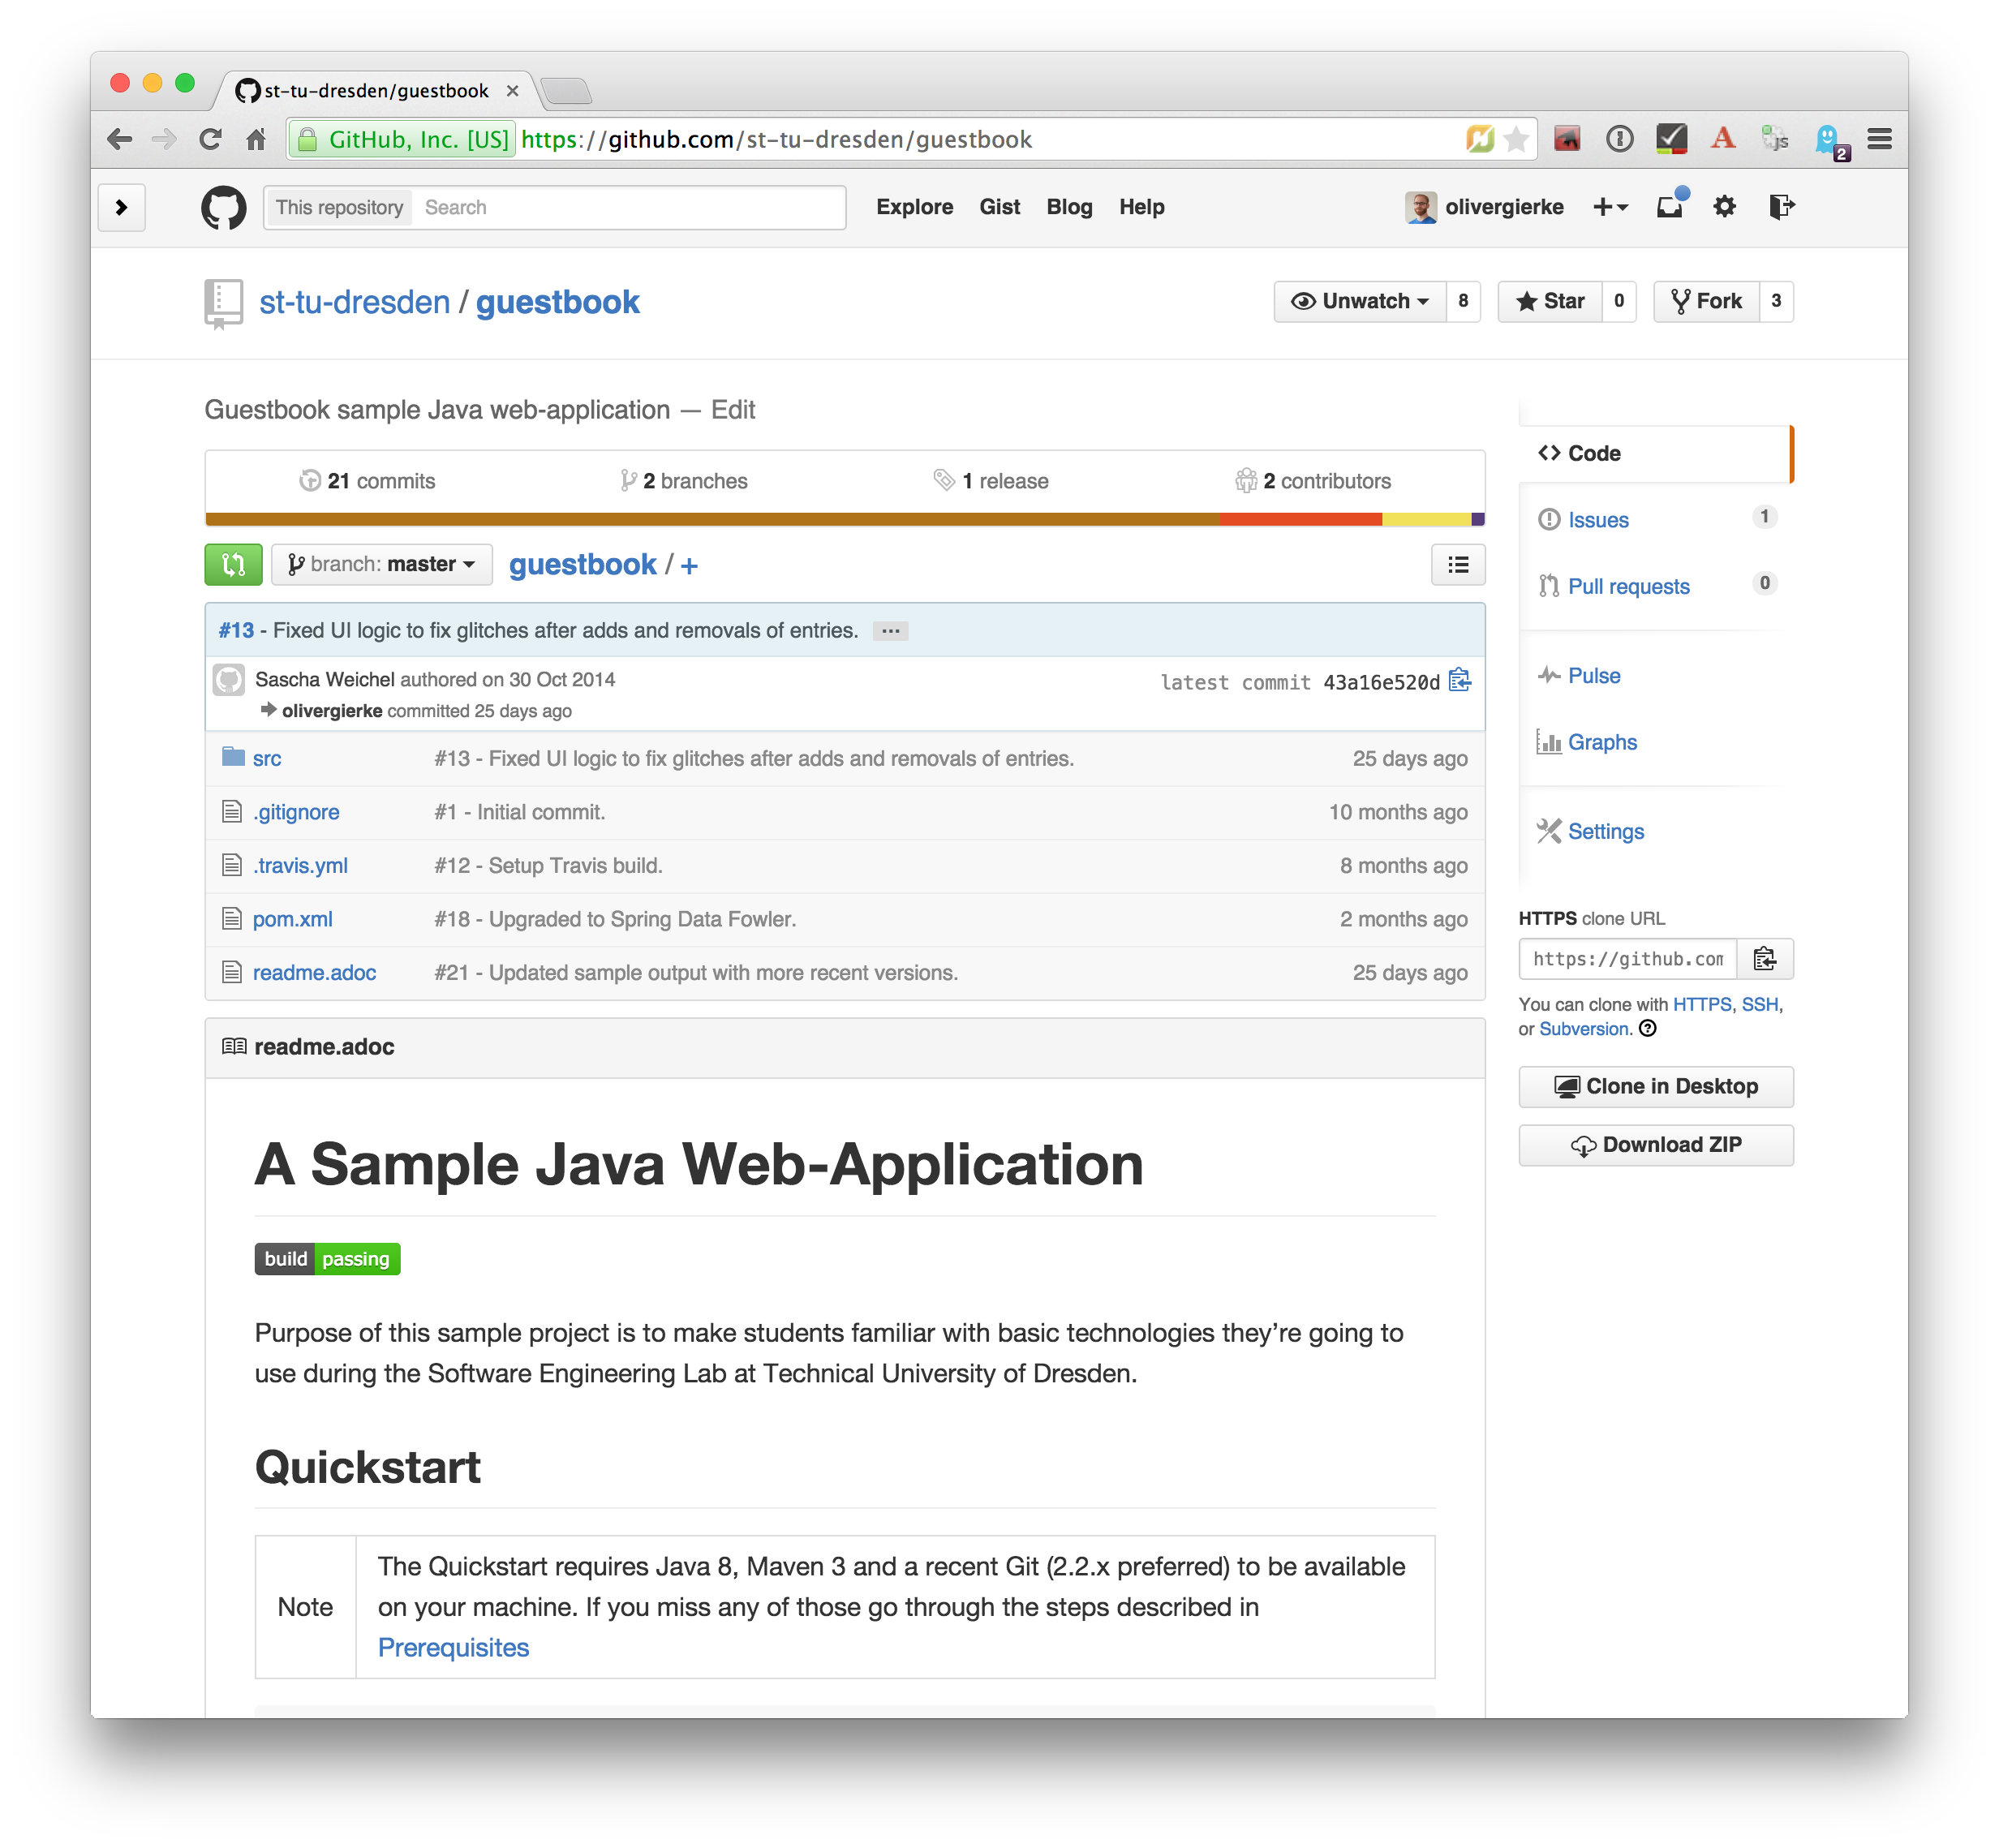 st-tu-dresden/guestbook
GitHub, Inc. [US] https://github.com/st-tu-dresden/guestbook
js
2
This repository Search Explore Gist Blog Help olivergierke
st-tu-dresden / guestbook Unwatch 8 Star 0 Fork 3
Guestbook sample Java web-application — Edit
21 commits 2 branches 1 release 2 contributors
Code
Issues 1
Pull requests 0
Pulse
Graphs
Settings
branch: master guestbook / +
#13 - Fixed UI logic to fix glitches after adds and removals of entries. ...
Sascha Weichel authored on 30 Oct 2014 latest commit 43a16e520d
olivergierke committed 25 days ago
src #13 - Fixed UI logic to fix glitches after adds and removals of entries. 25 days ago
.gitignore #1 - Initial commit. 10 months ago
.travis.yml #12 - Setup Travis build. 8 months ago
pom.xml #18 - Upgraded to Spring Data Fowler. 2 months ago
readme.adoc #21 - Updated sample output with more recent versions. 25 days ago
HTTPS clone URL
https://github.com
You can clone with HTTPS, SSH,
or Subversion.
Clone in Desktop
Download ZIP
readme.adoc
A Sample Java Web-Application
build passing
Purpose of this sample project is to make students familiar with basic technologies they’re going to
use during the Software Engineering Lab at Technical University of Dresden.
Quickstart
Note
The Quickstart requires Java 8, Maven 3 and a recent Git (2.2.x preferred) to be available
on your machine. If you miss any of those go through the steps described in
Prerequisites